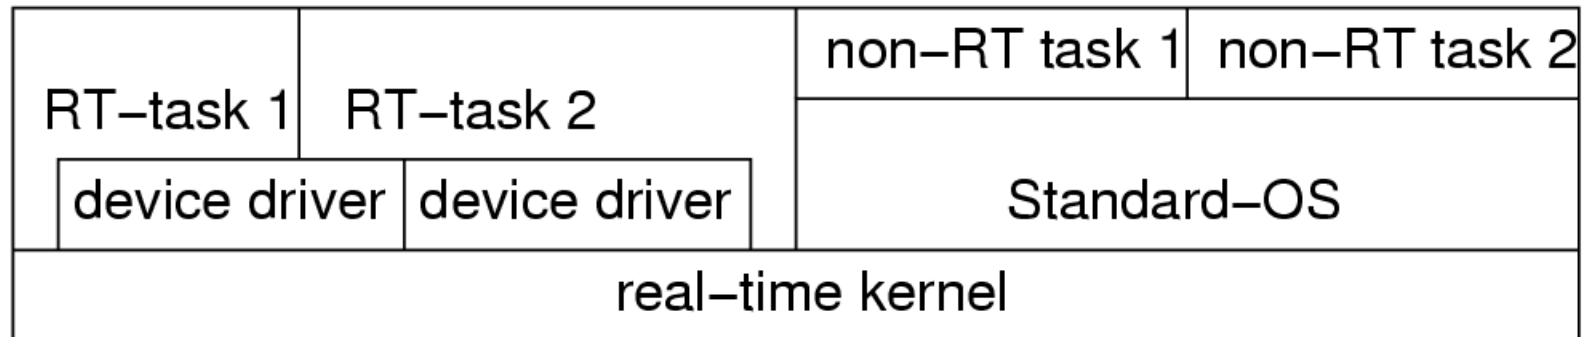 non−RT task 1
non−RT task 2
RT−task 1
RT−task 2
device driver
device driver
Standard−OS
real−time kernel